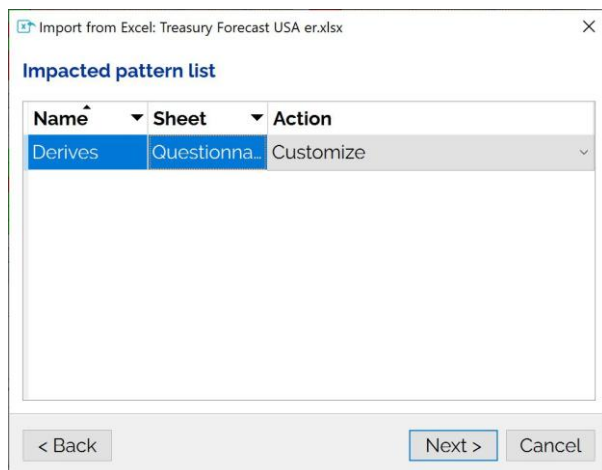 Import from Excel: Treasury Forecast USA er.xlsx
Impacted pattern list
Name Sheet Action
Derives Questionna... Customize
< Back Next > Cancel